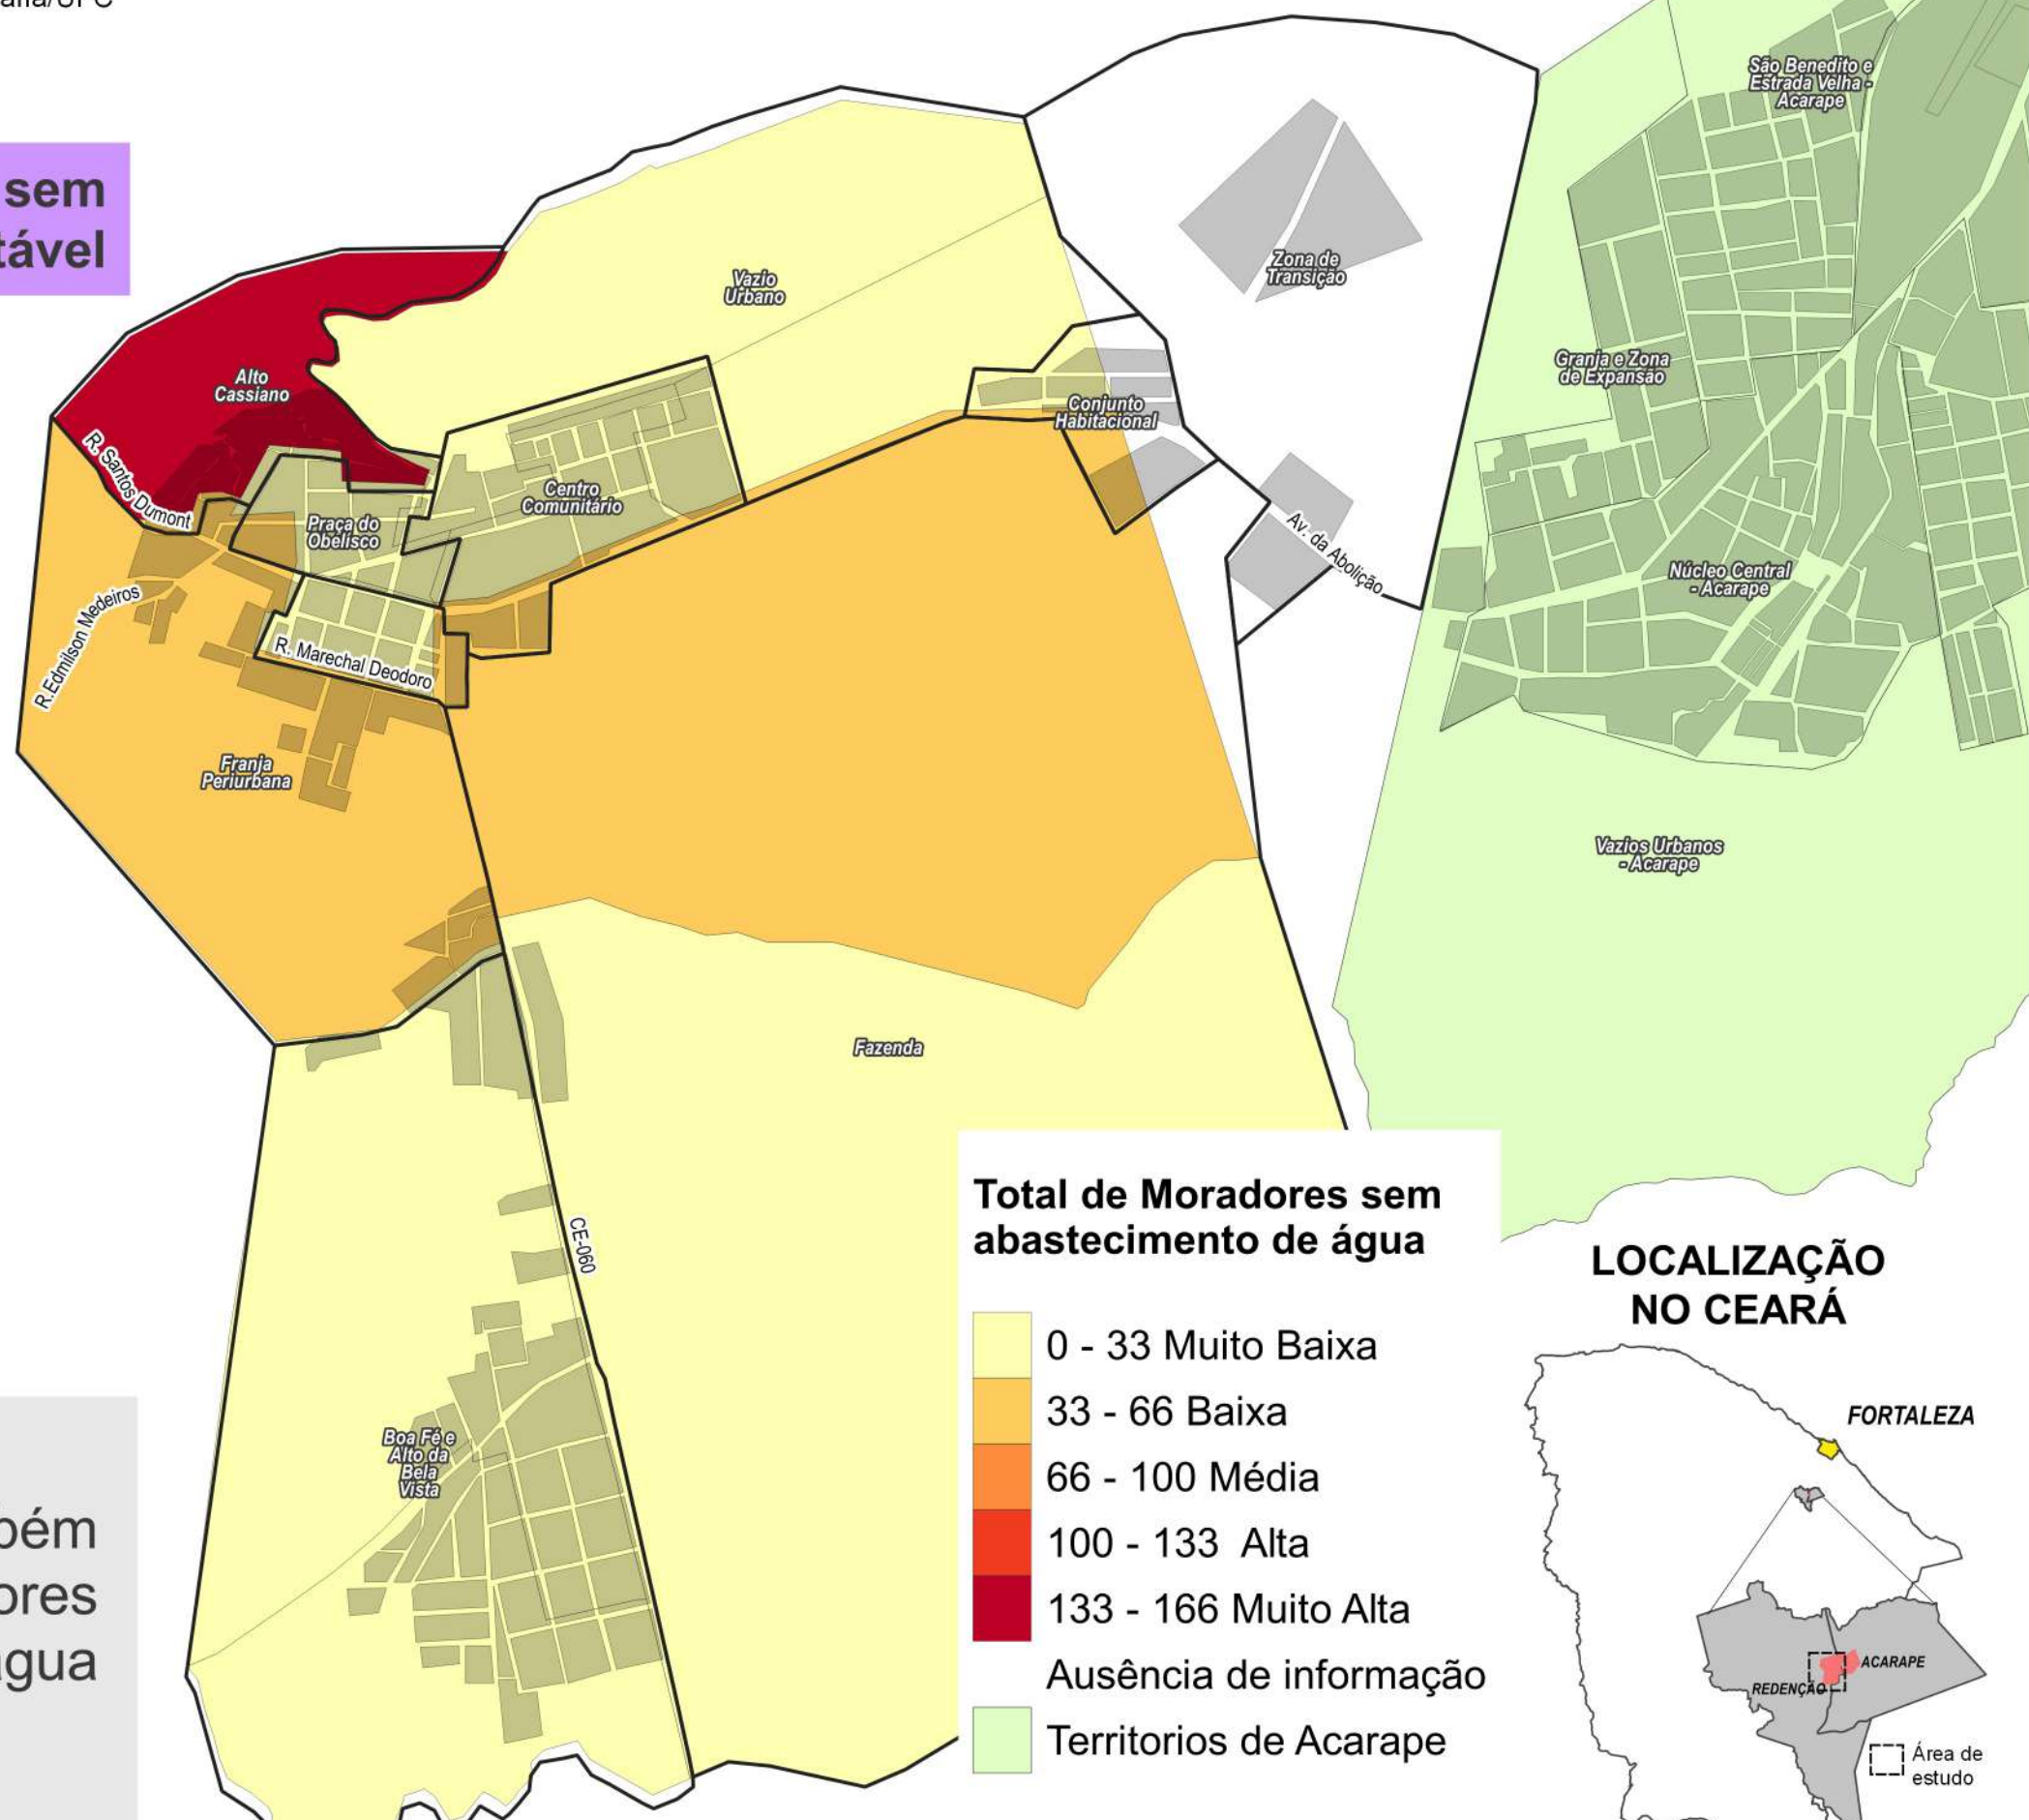 sem
São Benedito e
Estrada Velha -
Acarape
Vazio
Urbano
Zona de
Transição
Alto
Cassiano
Granja e Zona
de Expansão
Conjunto
Habitacional
R. Santos Dumont
Praça do
Obelisco
Centro
Comunitário
Av. da Abolição
Núcleo Central
- Acarape
R.Edmilson Medeiros
R. Marechal Deodoro
Franja
Periurbana
Vazios Urbanos
- Acarape
Fazenda
CE-060
Boa Fé e
Alto da
Bela
Vista
Total de Moradores sem
abastecimento de água
0 - 33 Muito Baixa
33 - 66 Baixa
66 - 100 Média
100 - 133 Alta
133 - 166 Muito Alta
Ausência de informação
Territorios de Acarape
LOCALIZAÇÃO
NO CEARÁ
FORTALEZA
ACARAPE
REDENÇÃO
Área de
estudo